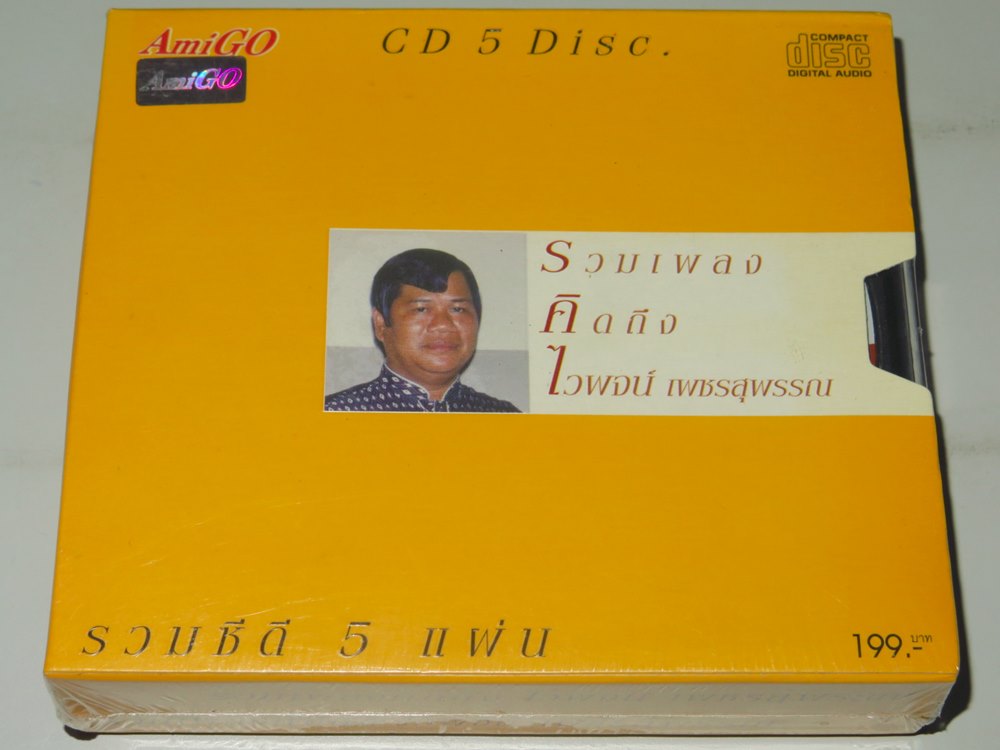 AmiGO
CD 5 Disc.
COMPACT
disc
DIGITAL AUDIO
AmiGO
รวมเพลง
คิดถึง
ไวพจน์ เพชรสุพรรณ
รวมซีดี 5 แผ่น
199.- บาท